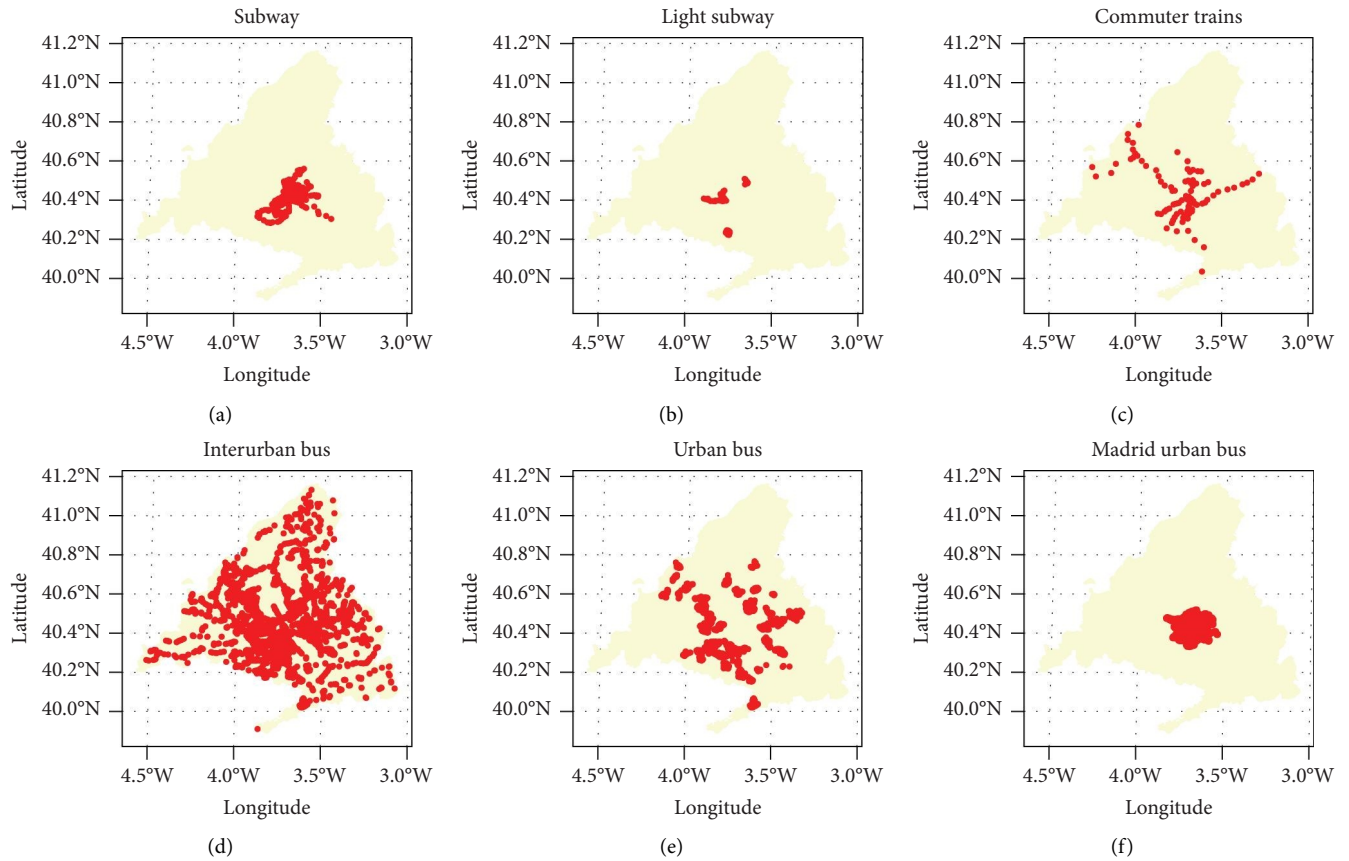 Subway
41.2°N
41.0°N
40.8°N
40.6°N
40.4°N
40.2°N
40.0°N
Latitude
4.5°W 4.0°W 3.5°W 3.0°W
Longitude
(a)
Light subway
41.2°N
41.0°N
40.8°N
40.6°N
40.4°N
40.2°N
40.0°N
Latitude
4.5°W 4.0°W 3.5°W 3.0°W
Longitude
(b)
Commuter trains
41.2°N
41.0°N
40.8°N
40.6°N
40.4°N
40.2°N
40.0°N
Latitude
4.5°W 4.0°W 3.5°W 3.0°W
Longitude
(c)
Interurban bus
41.2°N
41.0°N
40.8°N
40.6°N
40.4°N
40.2°N
40.0°N
Latitude
4.5°W 4.0°W 3.5°W 3.0°W
Longitude
(d)
Urban bus
41.2°N
41.0°N
40.8°N
40.6°N
40.4°N
40.2°N
40.0°N
Latitude
4.5°W 4.0°W 3.5°W 3.0°W
Longitude
(e)
Madrid urban bus
41.2°N
41.0°N
40.8°N
40.6°N
40.4°N
40.2°N
40.0°N
Latitude
4.5°W 4.0°W 3.5°W 3.0°W
Longitude
(f)